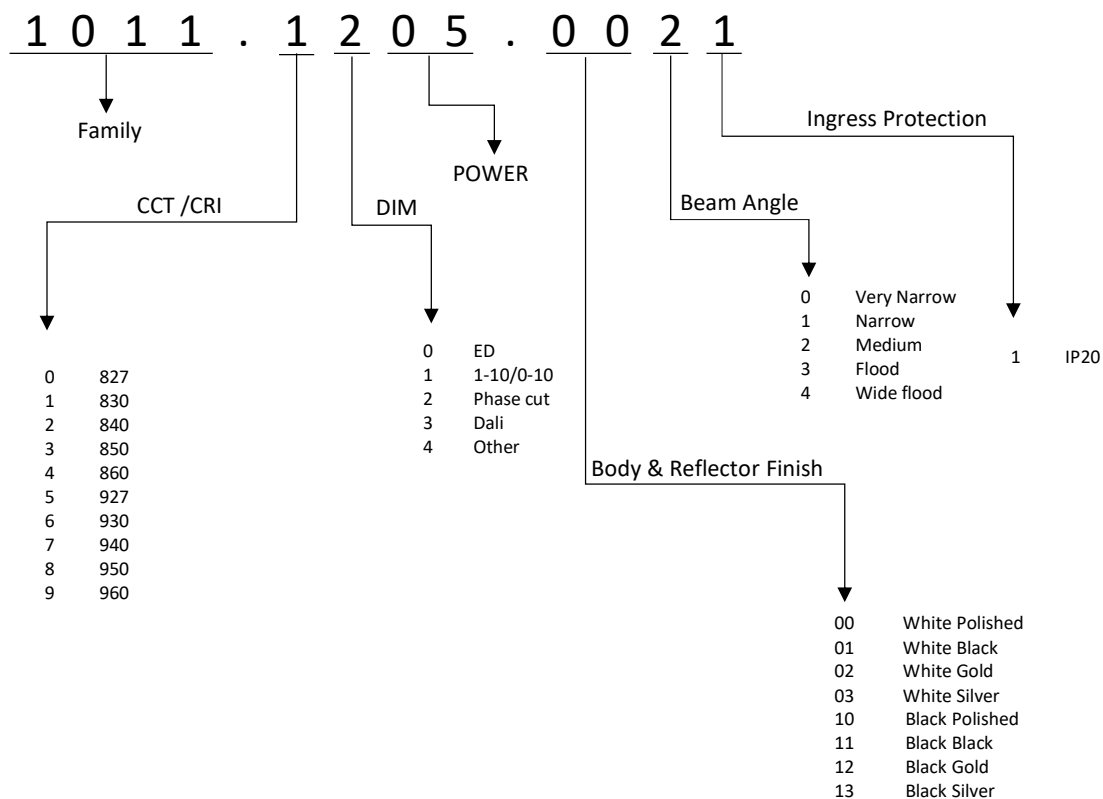 1 0 1 1 . 1 2 0 5 . 0 0 2 1
Family
POWER
Ingress Protection
CCT /CRI
DIM
Beam Angle
0 827
1 830
2 840
3 850
4 860
5 927
6 930
7 940
8 950
9 960
0 ED
1 1-10/0-10
2 Phase cut
3 Dali
4 Other
0 Very Narrow
1 Narrow
2 Medium
3 Flood
4 Wide flood
1 IP20
Body & Reflector Finish
00 White Polished
01 White Black
02 White Gold
03 White Silver
10 Black Polished
11 Black Black
12 Black Gold
13 Black Silver